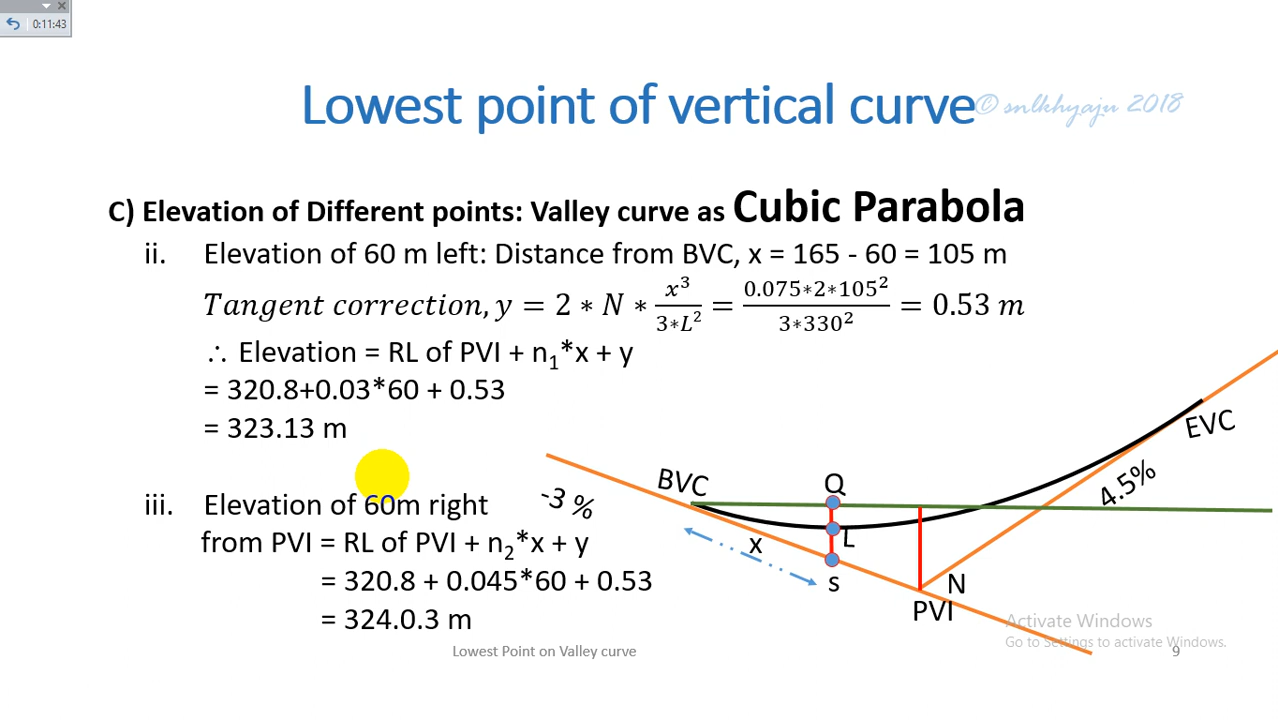 0:11:43
Lowest point of vertical curve
© snlkhyaju 2018
C) Elevation of Different points: Valley curve as Cubic Parabola
ii. Elevation of 60 m left: Distance from BVC, x = 165 - 60 = 105 m
Tangent correction, y = 2 * N * x³/(3*L²) = (0.075*2*105²)/(3*330²) = 0.53 m
∴ Elevation = RL of PVI + n₁*x + y
= 320.8+0.03*60 + 0.53
= 323.13 m
iii. Elevation of 60m right
from PVI = RL of PVI + n₂*x + y
= 320.8 + 0.045*60 + 0.53
= 324.0.3 m
BVC
-3 %
Q
L
x
s
N
PVI
4.5%
EVC
Activate Windows
Go to Settings to activate Windows.
Lowest Point on Valley curve
9